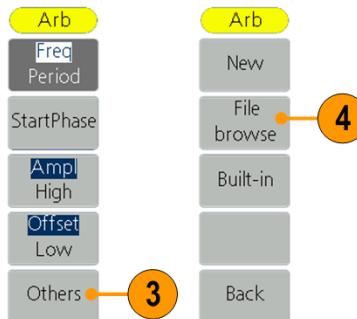 Arb
Freq
Period
StartPhase
Ampl
High
Offset
Low
Others
3
Arb
New
File
browse
4
Built-in
Back